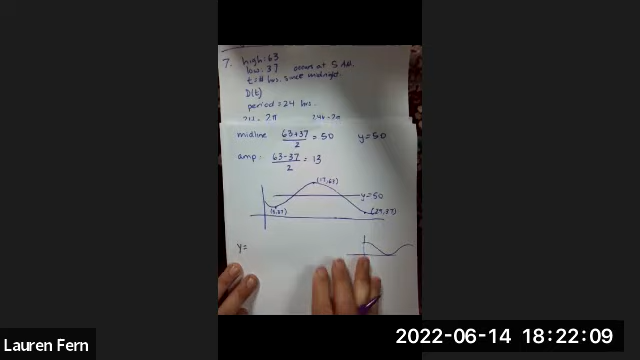 7. high: 63
low: 37 occurs at 5 AM.
t = # hrs. since midnight.
D(t)
period = 24 hrs.
midline 63+37/2 = 50 y = 50
amp: 63-37/2 = 13
(17,63)
y=50
(5,37)
(29,37)
y=
Lauren Fern
2022-06-14 18:22:09